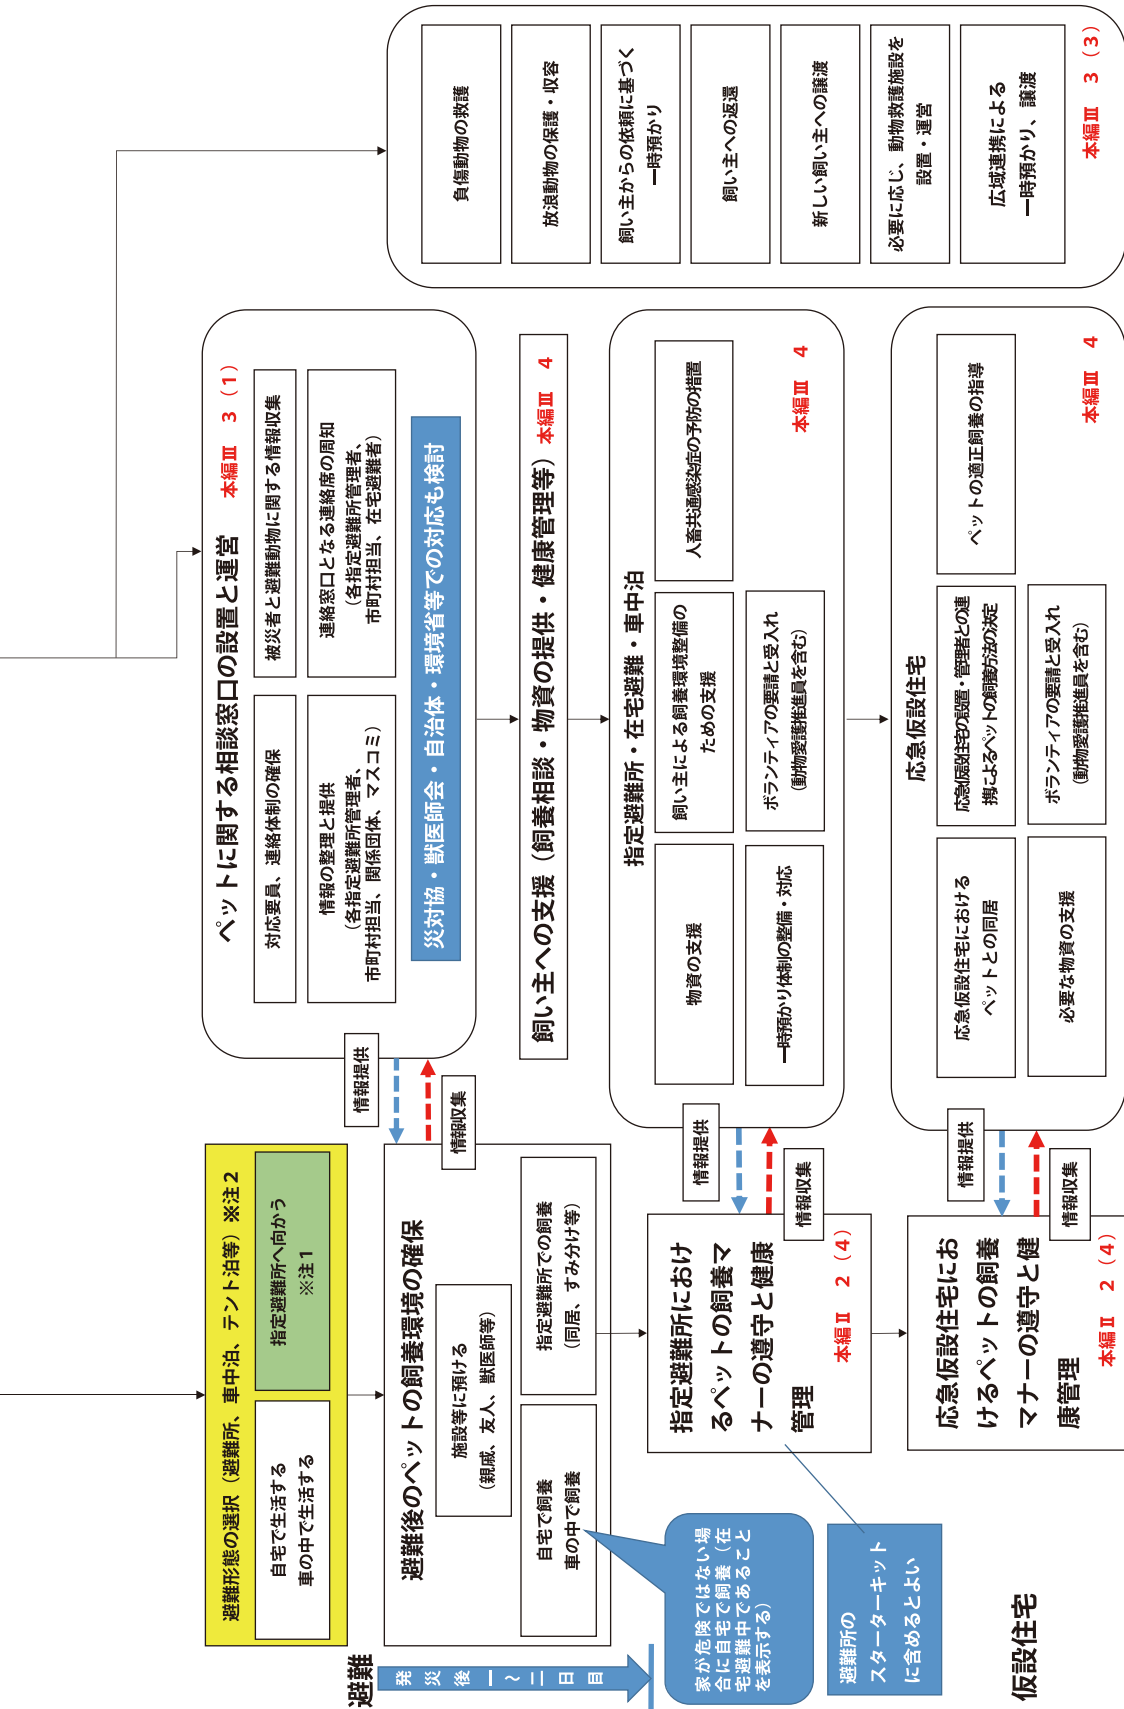 避難
発災後一～二日目
避難形態の選択（避難所、車中泊、テント泊等）※注２
自宅で生活する
車の中で生活する
指定避難所へ向かう
※注１
避難後のペットの飼養環境の確保
施設等に預ける
（親戚、友人、獣医師等）
自宅で飼養
車の中で飼養
指定避難所での飼養
（同居、すみ分け等）
家が危険ではない場
合に自宅で飼養（在
宅避難中であること
を表示する）
指定避難所におけ
るペットの飼養マ
ナーの遵守と健康
管理
本編Ⅱ　２（４）
避難所の
スターターキット
に含めるとよい
仮設住宅
応急仮設住宅にお
けるペットの飼養
マナーの遵守と健
康管理
本編Ⅱ　２（４）
情報提供
情報収集
情報提供
情報収集
情報提供
情報収集
ペットに関する相談窓口の設置と運営　本編Ⅲ　３（１）
対応要員、連絡体制の確保
被災者と避難動物に関する情報収集
情報の整理と提供
（各指定避難所管理者、
市町村担当、関係団体、マスコミ）
連絡窓口となる連絡席の周知
（各指定避難所管理者、
市町村担当、在宅避難者）
災対協・獣医師会・自治体・環境省等での対応も検討
飼い主への支援（飼養相談・物資の提供・健康管理等）本編Ⅲ　４
指定避難所・在宅避難・車中泊
物資の支援
飼い主による飼養環境整備の
ための支援
人畜共通感染症の予防の措置
一時預かり体制の整備・対応
ボランティアの要請と受入れ
（動物愛護推進員を含む）
本編Ⅲ　４
応急仮設住宅
応急仮設住宅における
ペットとの同居
応急仮設住宅の設置・管理者との連
携によるペットの飼養方法の決定
ペットの適正飼養の指導
必要な物資の支援
ボランティアの要請と受入れ
（動物愛護推進員を含む）
本編Ⅲ　４
負傷動物の救護
放浪動物の保護・収容
飼い主からの依頼に基づく
一時預かり
飼い主への返還
新しい飼い主への譲渡
必要に応じ、動物救護施設を
設置・運営
広域連携による
一時預かり、譲渡
本編Ⅲ　３（３）